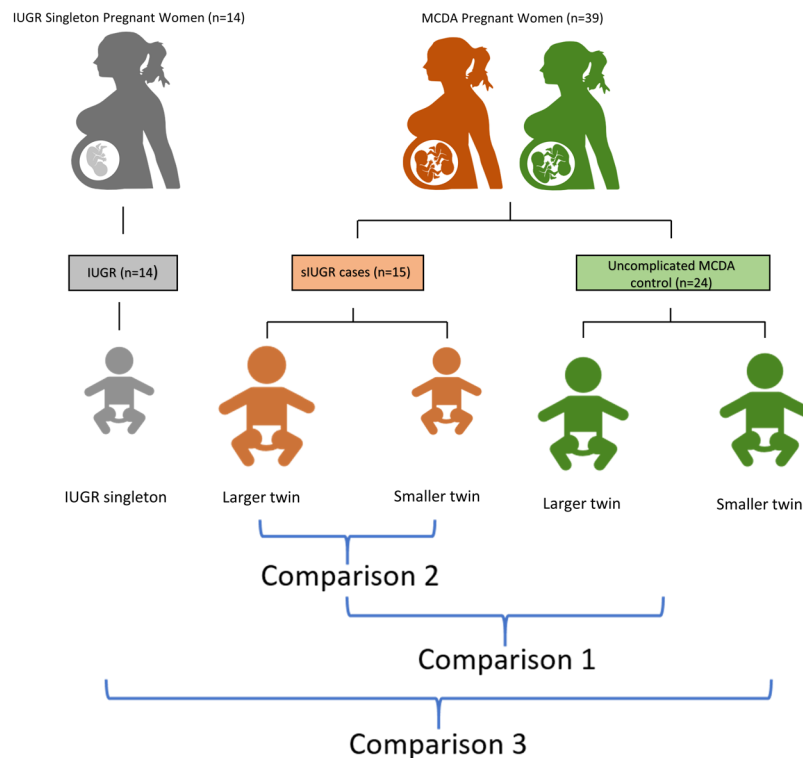 IUGR Singleton Pregnant Women (n=14)
MCDA Pregnant Women (n=39)
IUGR (n=14)
sIUGR cases (n=15)
Uncomplicated MCDA
control (n=24)
IUGR singleton
Larger twin
Smaller twin
Larger twin
Smaller twin
Comparison 2
Comparison 1
Comparison 3